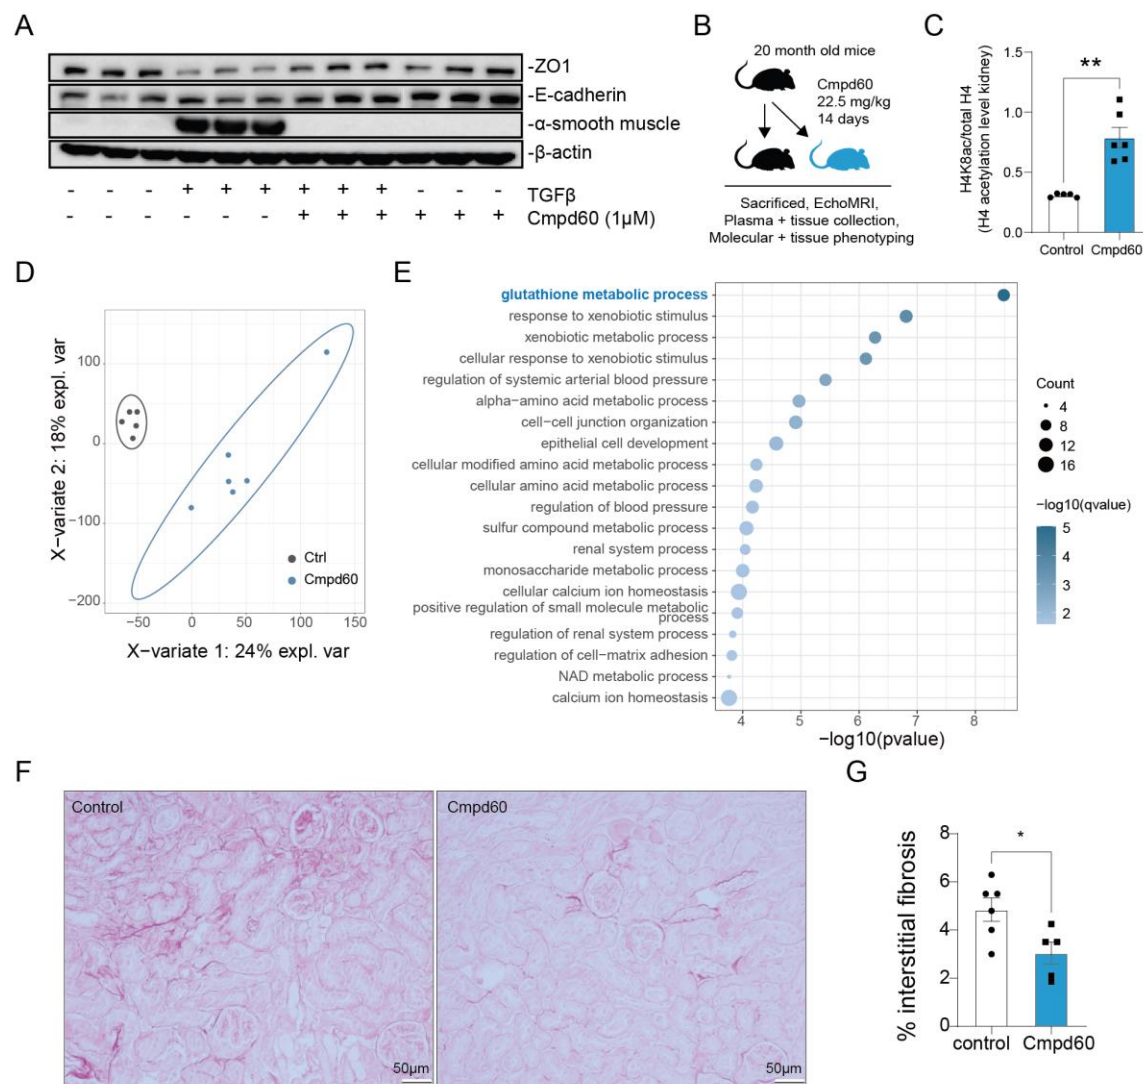 A
-ZO1
-E-cadherin
-α-smooth muscle
-β-actin
- - - + + + + + + - - - TGFβ
- - - - - - + + + + + + Cmpd60 (1μM)
B
20 month old mice
Cmpd60
22.5 mg/kg
14 days
Sacrificed, EchoMRI,
Plasma + tissue collection,
Molecular + tissue phenotyping
C
H4K8ac/total H4
(H4 acetylation level kidney)
1.5
1.0
0.5
0.0
**
Control Cmpd60
D
X−variate 2: 18% expl. var
100
0
−100
−200
Ctrl
Cmpd60
−50 0 50 100 150
X−variate 1: 24% expl. var
E
glutathione metabolic process
response to xenobiotic stimulus
xenobiotic metabolic process
cellular response to xenobiotic stimulus
regulation of systemic arterial blood pressure
alpha−amino acid metabolic process
cell−cell junction organization
epithelial cell development
cellular modified amino acid metabolic process
cellular amino acid metabolic process
regulation of blood pressure
sulfur compound metabolic process
renal system process
monosaccharide metabolic process
cellular calcium ion homeostasis
positive regulation of small molecule metabolic
process
regulation of renal system process
regulation of cell−matrix adhesion
NAD metabolic process
calcium ion homeostasis
4 5 6 7 8
−log10(pvalue)
Count
4
8
12
16
−log10(qvalue)
5
4
3
2
F
Control
50μm
Cmpd60
50μm
G
% interstitial fibrosis
8
6
4
2
0
*
control Cmpd60